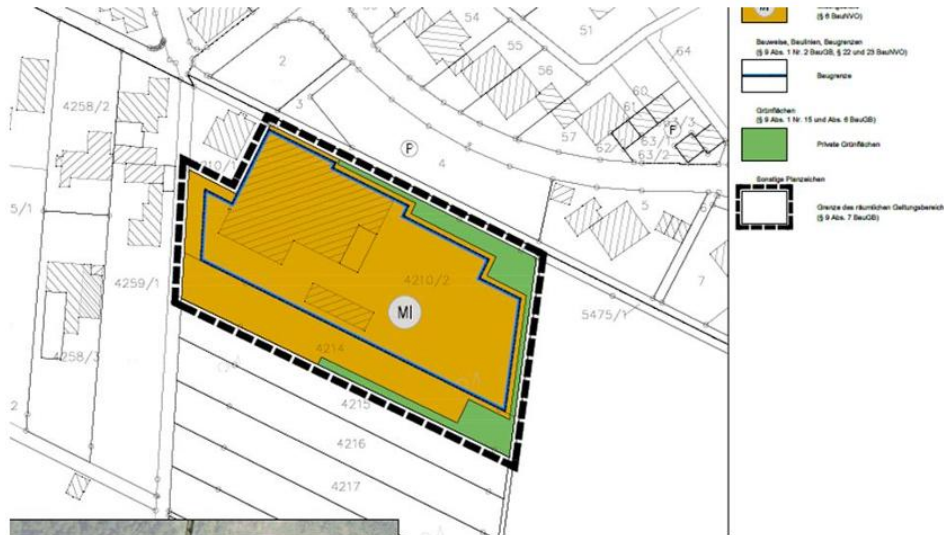 54
51
55
64
2
56
60
4258/2
61
3
63/3
57
62
P
P
63/2
4
210/1
5
6
5/1
4210/2
7
4259/1
MI
5475/1
4214
4258/3
4215
2
4216
4217
MI
(§ 6 BauNVO)
Bauweise, Baulinien, Baugrenzen
(§ 9 Abs. 1 Nr. 2 BauGB, § 22 und 23 BauNVO)
Baugrenze
Grünflächen
(§ 9 Abs. 1 Nr. 15 und Abs. 6 BauGB)
Private Grünflächen
Sonstige Planzeichen
Grenze des räumlichen Geltungsbereich
(§ 9 Abs. 7 BauGB)